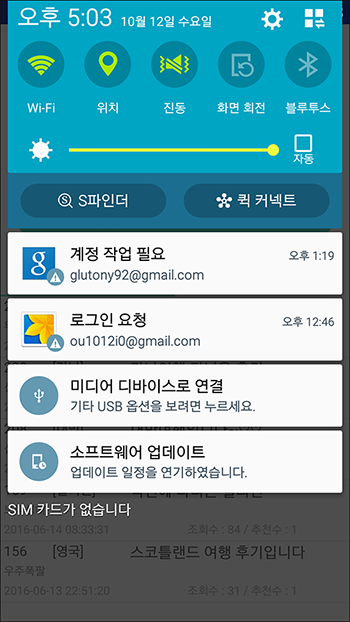 오후 5:03 10월 12일 수요일
Wi-Fi 위치 진동 화면 회전 블루투스
자동
S파인더 퀵 커넥트
계정 작업 필요 오후 1:19
glutony92@gmail.com
로그인 요청 오후 12:46
ou1012i0@gmail.com
미디어 디바이스로 연결
기타 USB 옵션을 보려면 누르세요.
소프트웨어 업데이트
업데이트 일정을 연기하였습니다.
SIM 카드가 없습니다
2016-06-14 08:33:31 조회수 : 84 / 추천수 : 1
156 [영국] 스코틀랜드 여행 후기입니다
우주쪽팔
2016-06-13 22:51:20 조회수 : 31 / 추천수 : 1